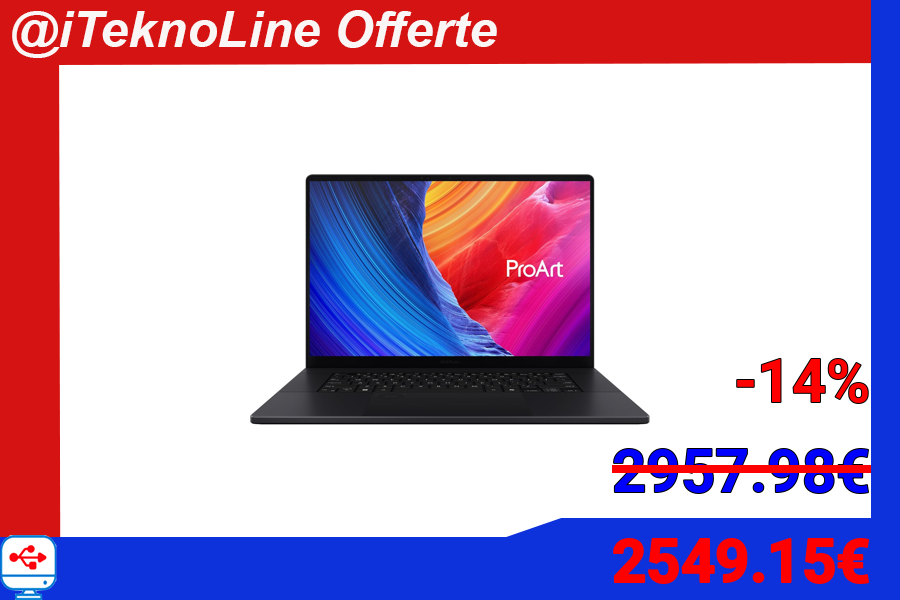 @iTeknoLine Offerte
ProArt
-14%
2957.98€
2549.15€